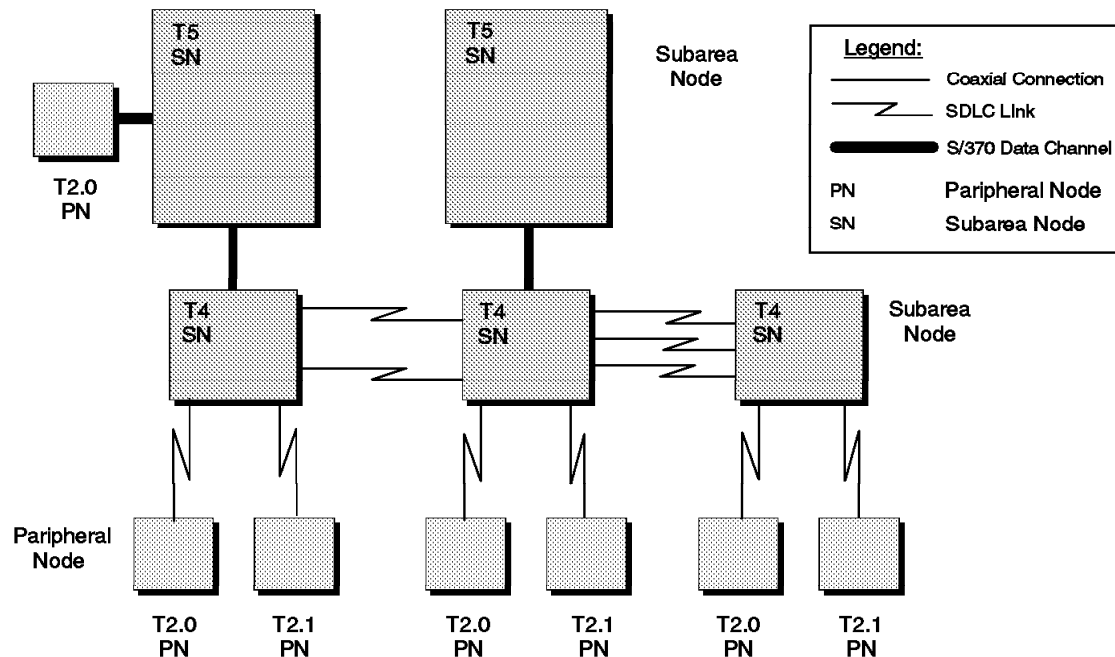 T5
SN
T5
SN
Subarea
Node
Legend:
Coaxial Connection
SDLC Link
S/370 Data Channel
PN Paripheral Node
SN Subarea Node
T2.0
PN
T4
SN
T4
SN
T4
SN
Subarea
Node
Paripheral
Node
T2.0
PN
T2.1
PN
T2.0
PN
T2.1
PN
T2.0
PN
T2.1
PN